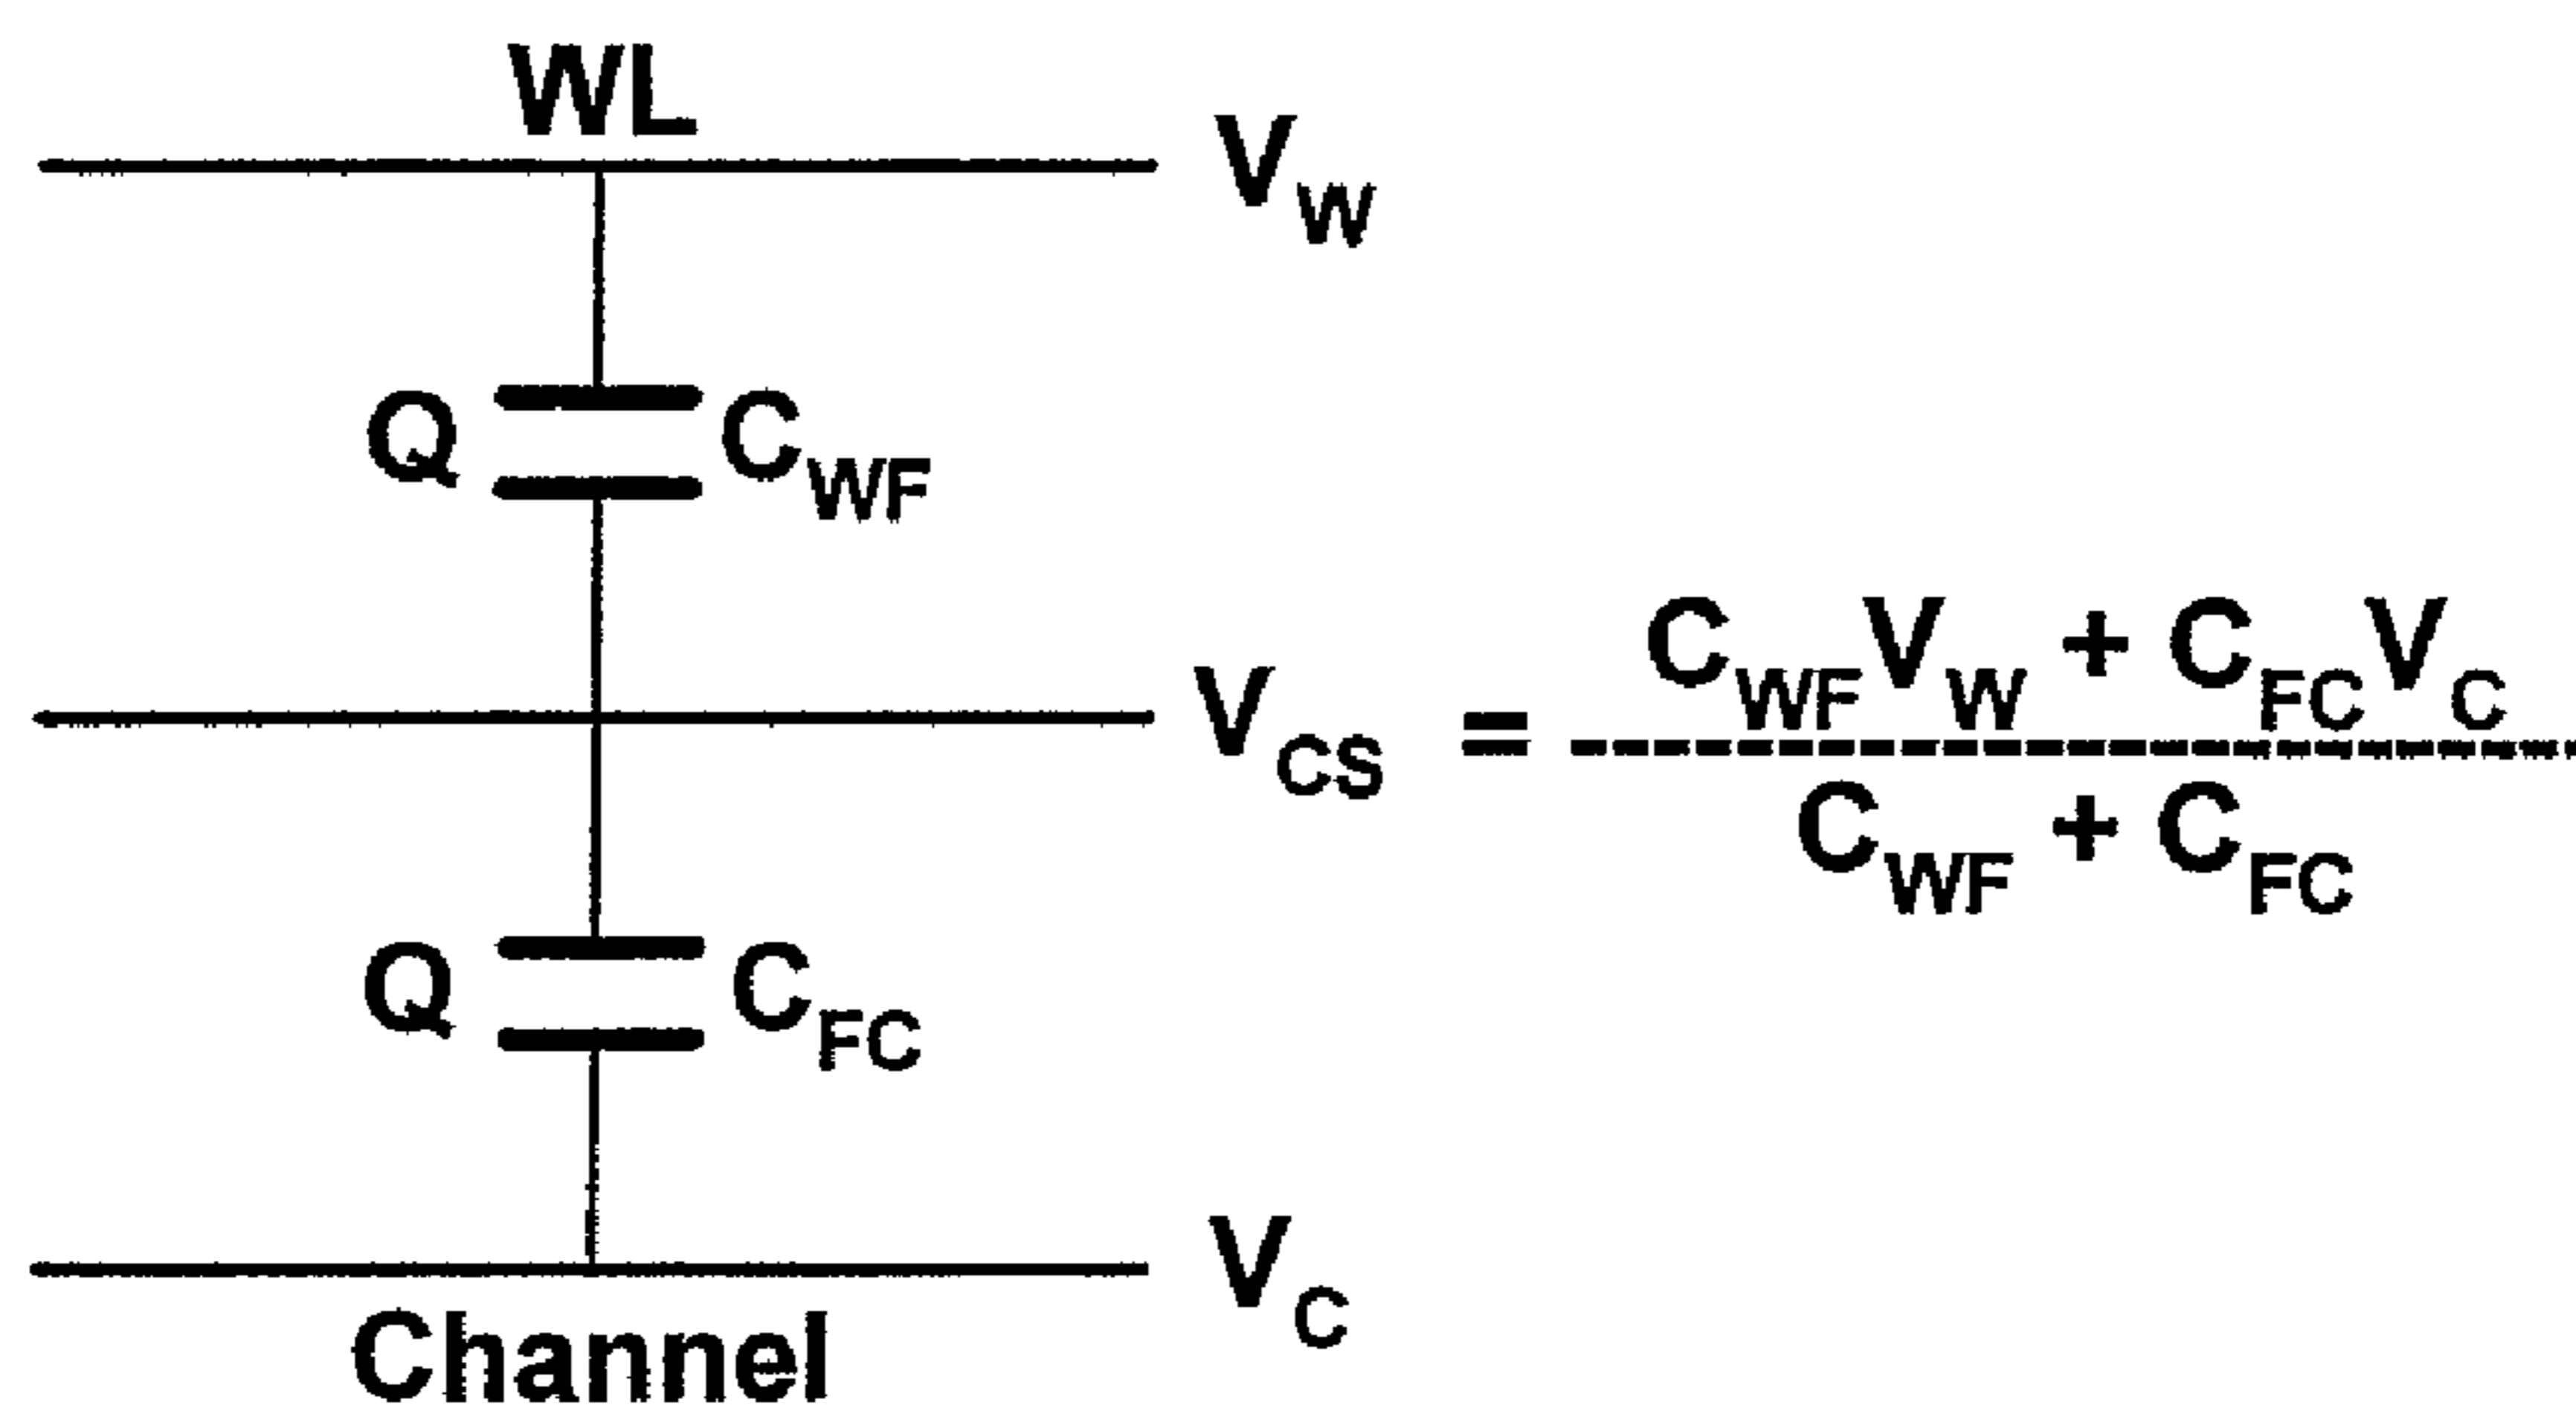 WL
V_W
Q C_WF
V_CS = (C_WF V_W + C_FC V_C) / (C_WF + C_FC)
Q C_FC
V_C
Channel